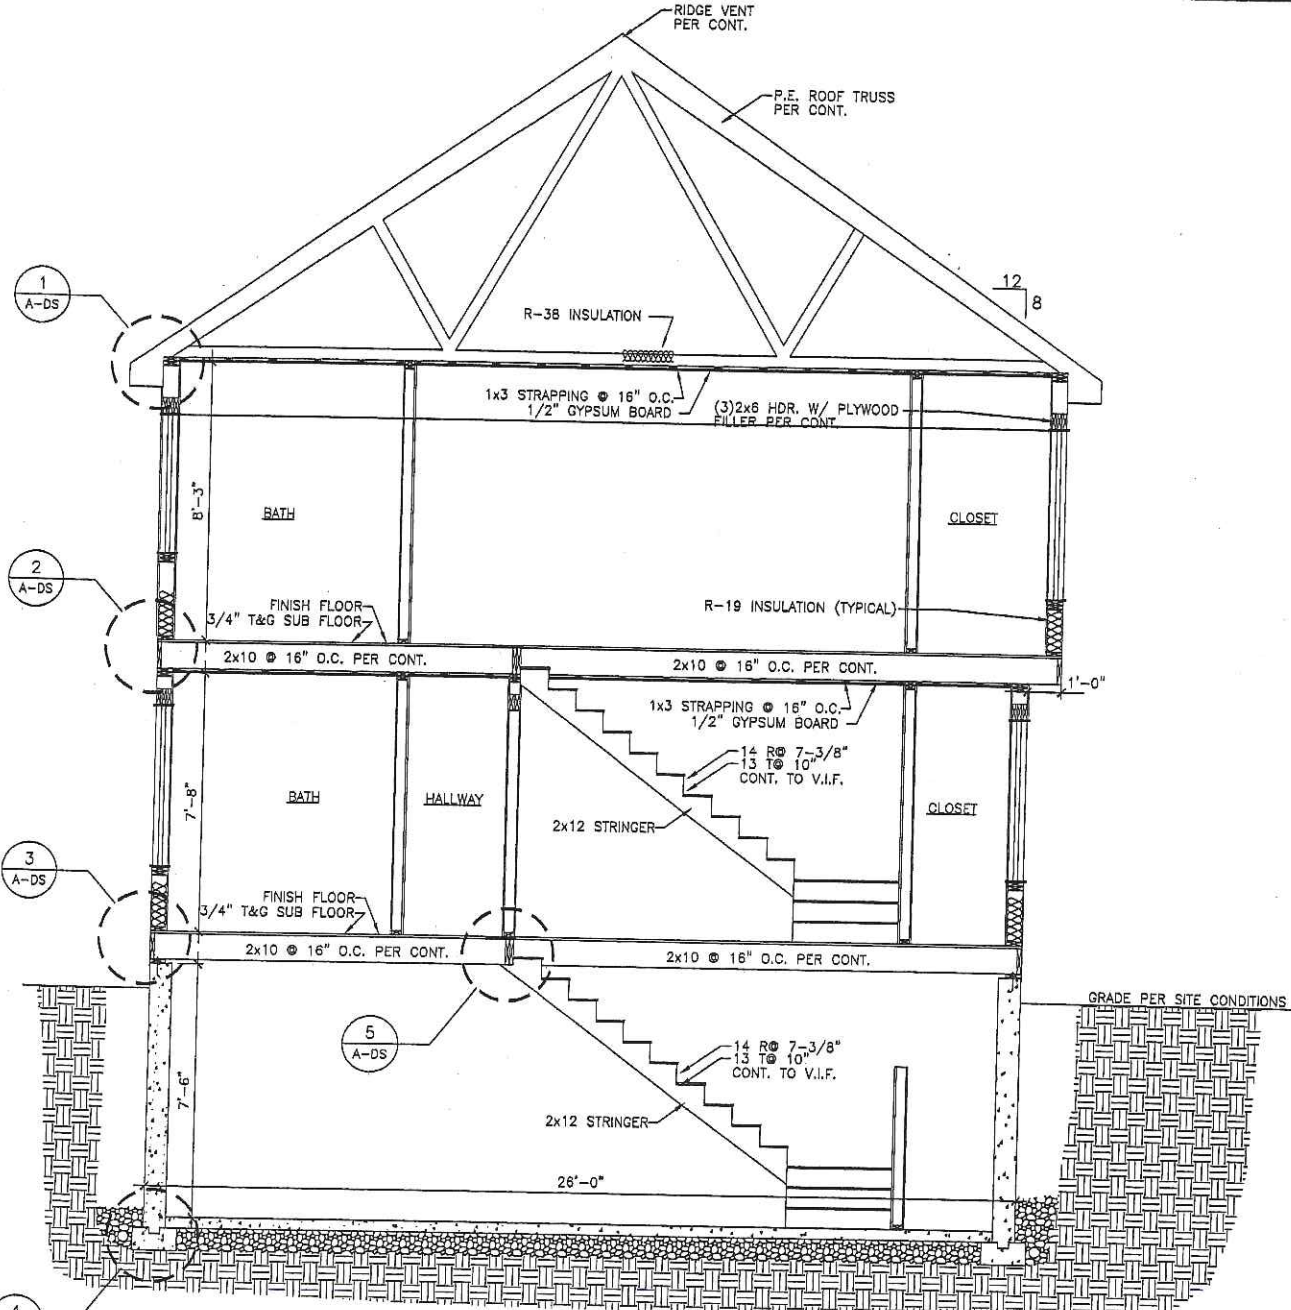 RIDGE VENT
PER CONT.
P.E. ROOF TRUSS
PER CONT.
12
8
1
A-DS
R-38 INSULATION
1x3 STRAPPING @ 16" O.C.
1/2" GYPSUM BOARD
(3)2x6 HDR. W/ PLYWOOD
FILLER PER CONT.
8'-3"
BATH
CLOSET
2
A-DS
FINISH FLOOR
3/4" T&G SUB FLOOR
R-19 INSULATION (TYPICAL)
2x10 @ 16" O.C. PER CONT.
2x10 @ 16" O.C. PER CONT.
1'-0"
1x3 STRAPPING @ 16" O.C.
1/2" GYPSUM BOARD
14 R@ 7-3/8"
13 T@ 10"
CONT. TO V.I.F.
7'-8"
BATH
HALLWAY
CLOSET
2x12 STRINGER
3
A-DS
FINISH FLOOR
3/4" T&G SUB FLOOR
2x10 @ 16" O.C. PER CONT.
2x10 @ 16" O.C. PER CONT.
GRADE PER SITE CONDITIONS
5
A-DS
14 R@ 7-3/8"
13 T@ 10"
CONT. TO V.I.F.
7'-6"
2x12 STRINGER
26'-0"